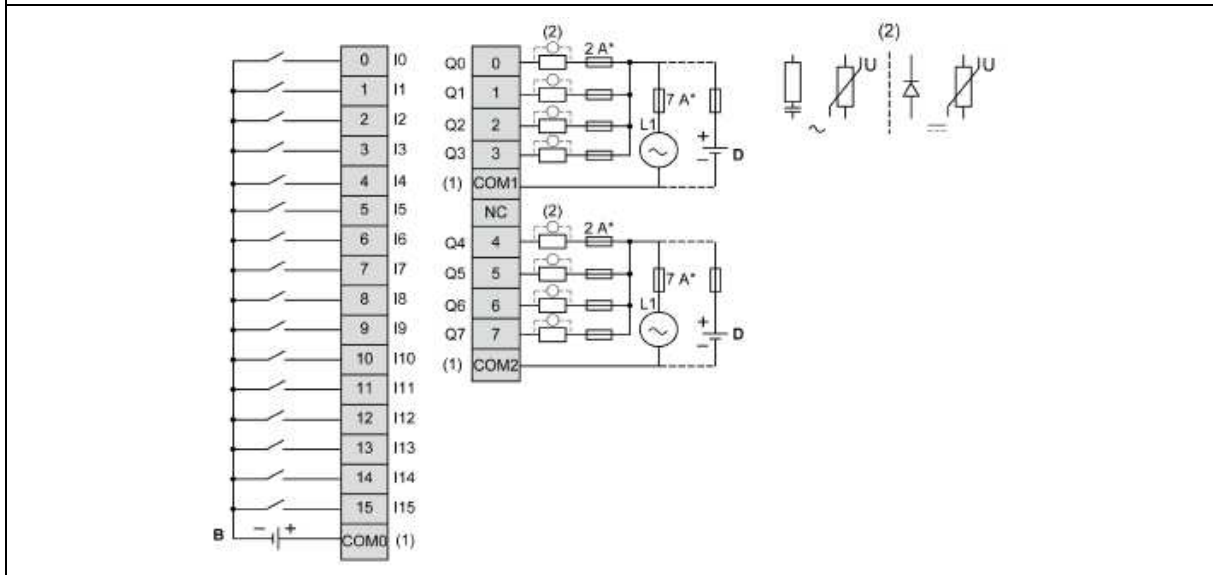 0 I0
1 I1
2 I2
3 I3
4 I4
5 I5
6 I6
7 I7
8 I8
9 I9
10 I10
11 I11
12 I12
13 I13
14 I14
15 I15
B − + COM0 (1)
(2)
2 A*
Q0 0
Q1 1
Q2 2
Q3 3
7 A*
L1
+
− D
(1) COM1
NC
(2)
2 A*
Q4 4
Q5 5
Q6 6
Q7 7
7 A*
L1
+
− D
(1) COM2
(2)
U U